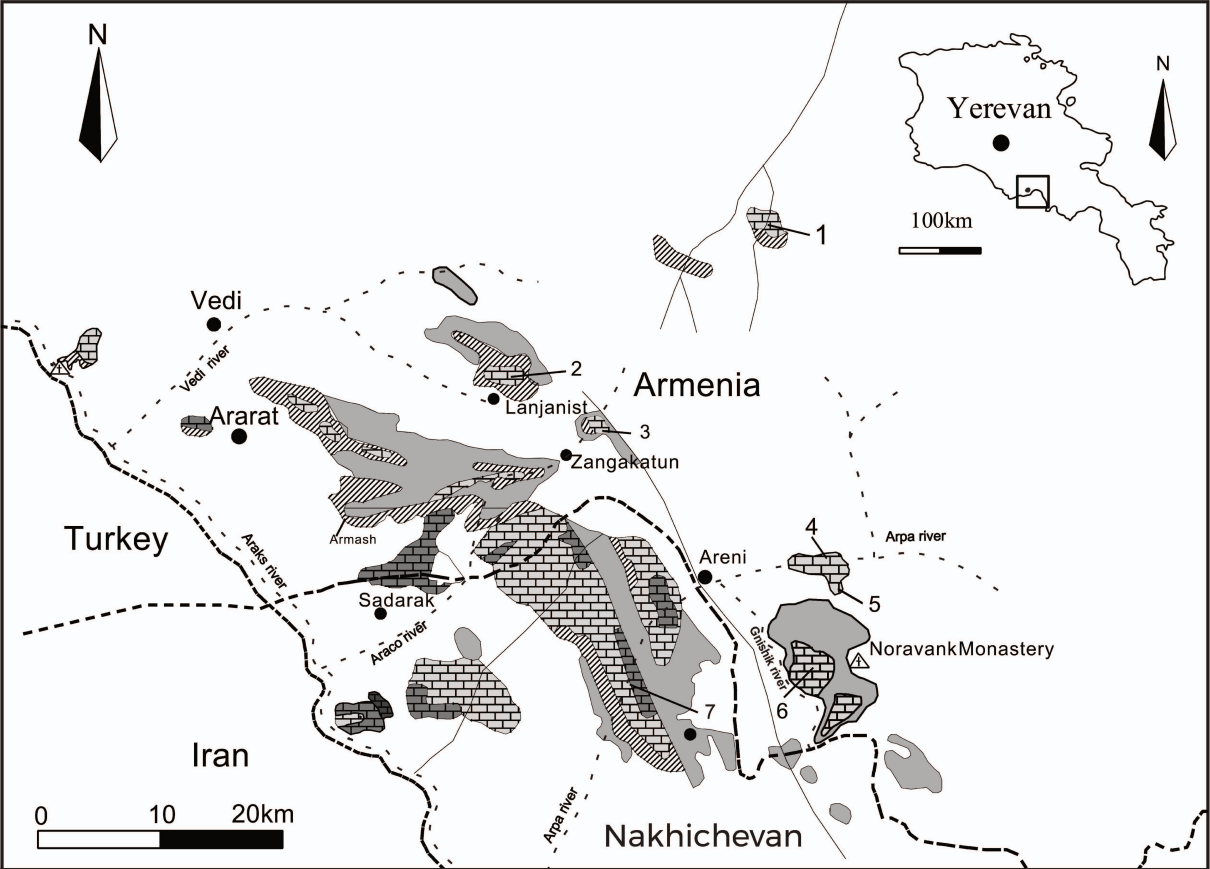 N
N
Yerevan
100km
1
Vedi
Vedi river
2
Armenia
Lanjanist
Ararat
3
Zangakatun
Armash
Turkey
Araks river
4
Arpa river
Areni
5
Sadarak
Araco river
Gnishik river
Noravank Monastery
6
7
Iran
0 10 20km
Arpa river
Nakhichevan